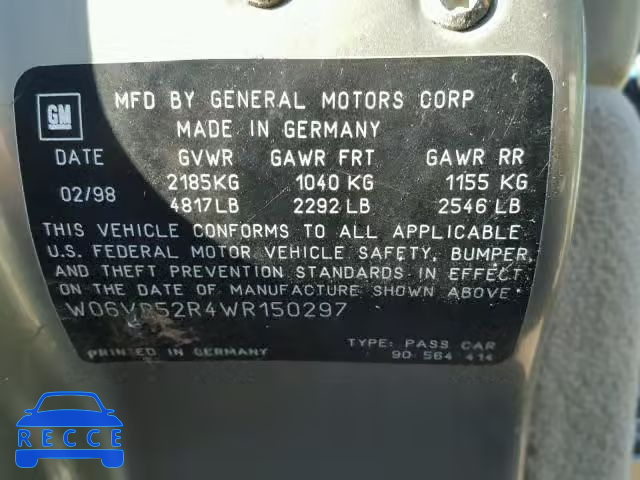 GM
MFD BY GENERAL MOTORS CORP
MADE IN GERMANY
DATE GVWR GAWR FRT GAWR RR
02/98 2185KG 1040 KG 1155 KG
4817LB 2292 LB 2546 LB
THIS VEHICLE CONFORMS TO ALL APPLICABLE
U.S. FEDERAL MOTOR VEHICLE SAFETY, BUMPER,
AND THEFT PREVENTION STANDARDS IN EFFECT
ON THE DATE OF MANUFACTURE SHOWN ABOVE.
TYPE: PASS CAR
PRINTED IN GERMANY 90 564 414
RECCE